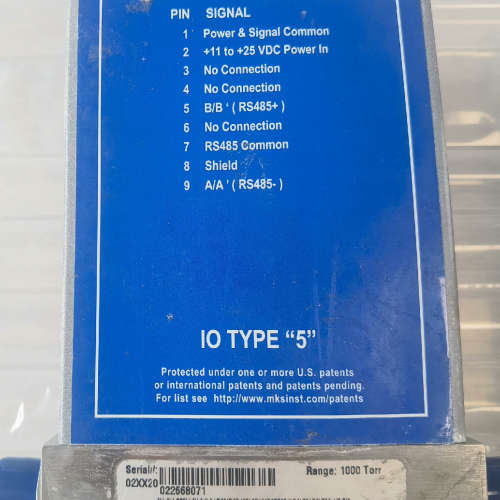 PIN SIGNAL
1 Power & Signal Common
2 +11 to +25 VDC Power In
3 No Connection
4 No Connection
5 B/B ' ( RS485+ )
6 No Connection
7 RS485 Common
8 Shield
9 A/A ' ( RS485- )
IO TYPE “5”
Protected under one or more U.S. patents
or international patents and patents pending.
For list see http://www.mksinst.com/patents
Serial#: Range: 1000 Torr
02XX20
022568071